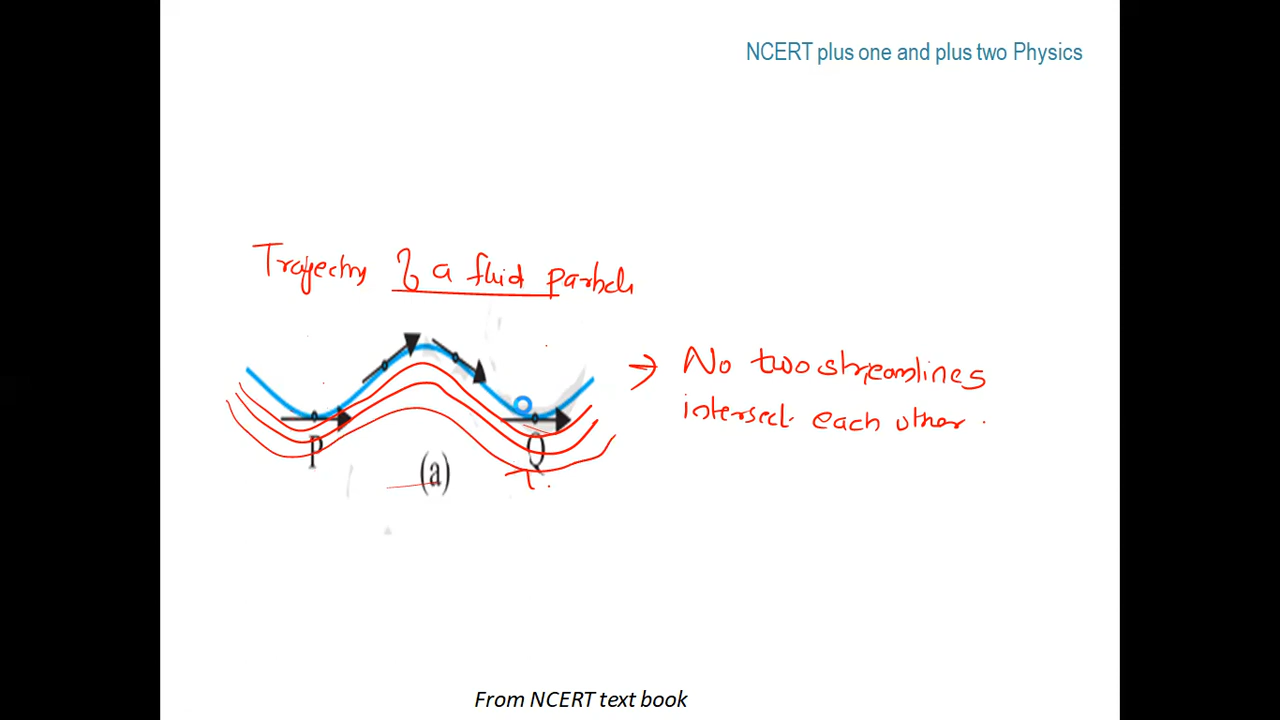 NCERT plus one and plus two Physics
Trajectry of a fluid particle
→ No two streamlines
intersect each other.
P
Q
(a)
From NCERT text book